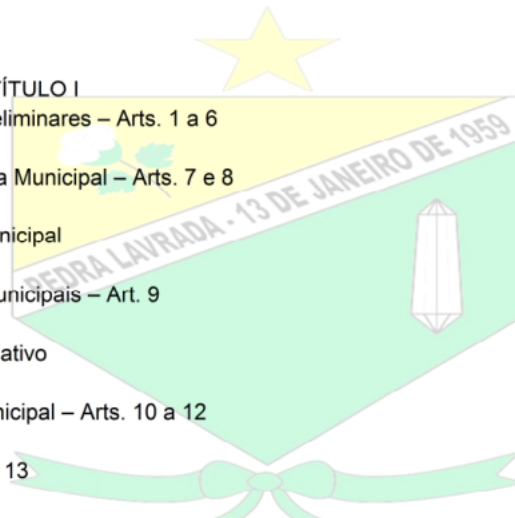 TÍTULO I
eliminares – Arts. 1 a 6
a Municipal – Arts. 7 e 8
PEDRA LAVRADA - 13 DE JANEIRO DE 1959
nicipal
unicipais – Art. 9
ativo
nicipal – Arts. 10 a 12
13